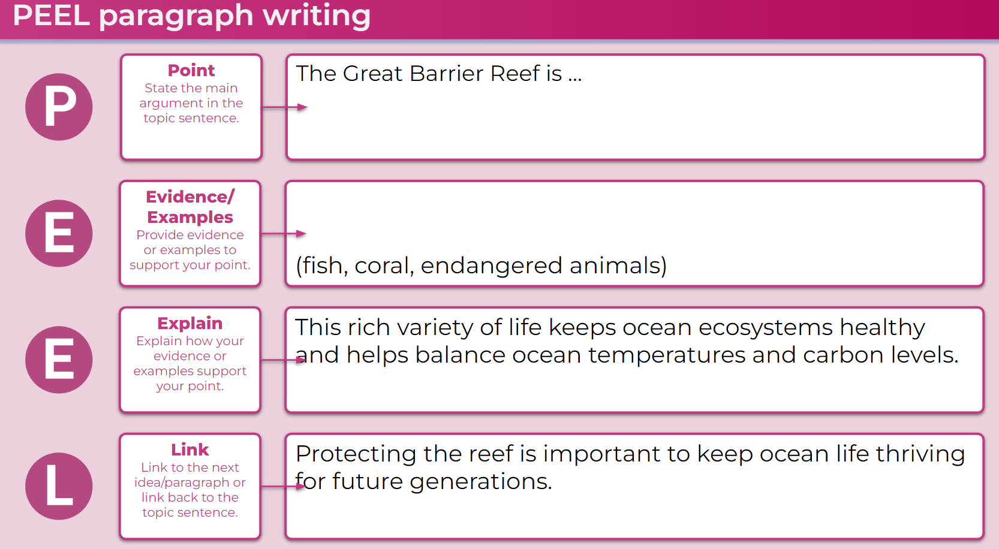 PEEL paragraph writing
P
Point
State the main
argument in the
topic sentence.
The Great Barrier Reef is ...
E
Evidence/
Examples
Provide evidence
or examples to
support your point.
(fish, coral, endangered animals)
E
Explain
Explain how your
evidence or
examples support
your point.
This rich variety of life keeps ocean ecosystems healthy
and helps balance ocean temperatures and carbon levels.
L
Link
Link to the next
idea/paragraph or
link back to the
topic sentence.
Protecting the reef is important to keep ocean life thriving
for future generations.